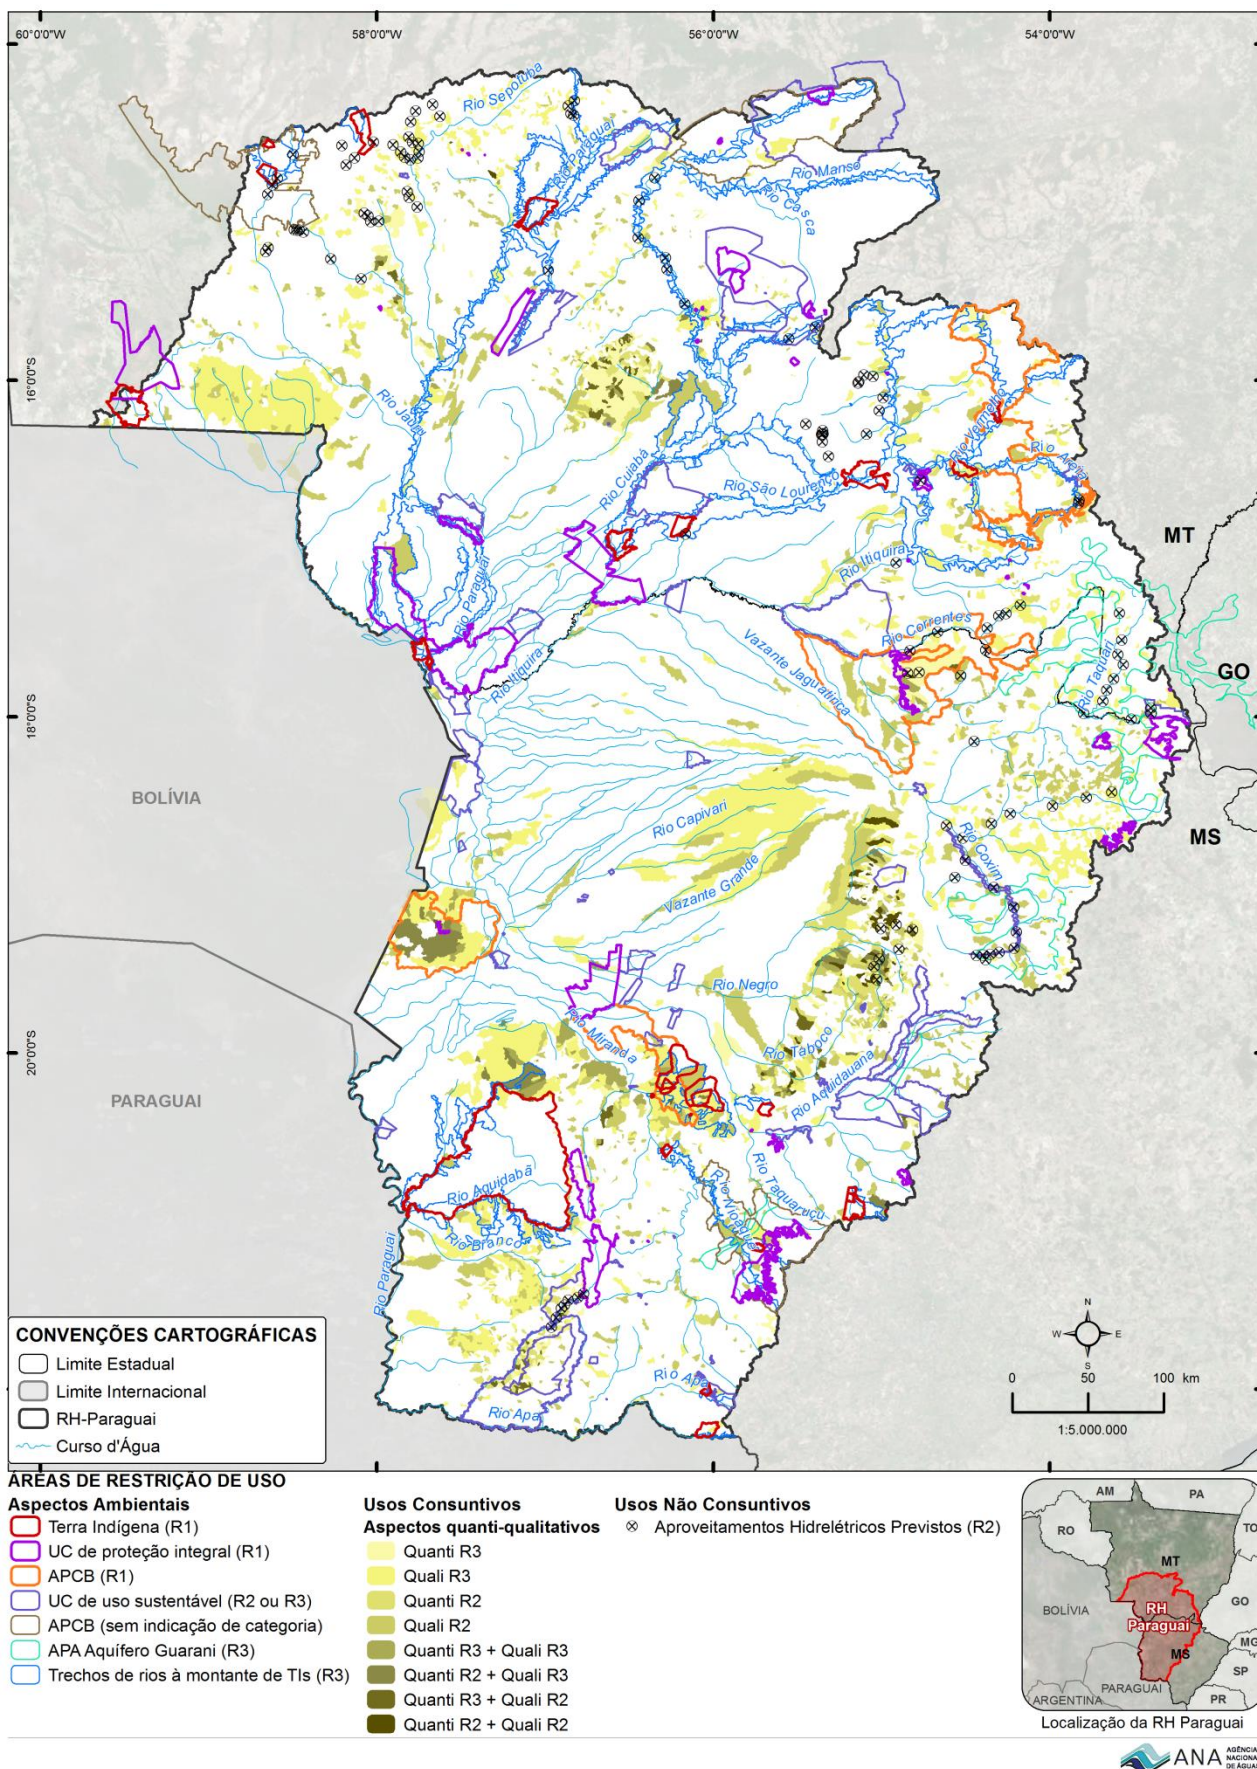 60°0'0"W
58°0'0"W
56°0'0"W
54°0'0"W
Rio Sepotuba
Rio Paraguai
Rio Manso
Rio Casca
16°0'0"S
Rio Jauru
Rio Vermelho
Rio Areia
Rio Cuiabá
Rio São Lourenço
MT
Rio Itiquira
Rio Paraguai
Rio Correntes
Vazante Jaguatirica
Rio Itiquira
Rio Taquari
GO
18°0'0"S
BOLÍVIA
Rio Capivari
Rio Coxim
MS
Vazante Grande
Rio Negro
Rio Miranda
Rio Taboco
20°0'0"S
Rio Aquidauana
PARAGUAI
Rio Aquidabã
Rio Taquaruçu
Rio Nioaque
Rio Branco
Rio Paraguai
Rio Apa
Rio Apa
N
W E
S
0 50 100 km
1:5.000.000
CONVENÇÕES CARTOGRÁFICAS
Limite Estadual
Limite Internacional
RH-Paraguai
Curso d'Água
ÁREAS DE RESTRIÇÃO DE USO
Aspectos Ambientais
Terra Indígena (R1)
UC de proteção integral (R1)
APCB (R1)
UC de uso sustentável (R2 ou R3)
APCB (sem indicação de categoria)
APA Aquífero Guarani (R3)
Trechos de rios à montante de TIs (R3)
Usos Consuntivos
Aspectos quanti-qualitativos
Quanti R3
Quali R3
Quanti R2
Quali R2
Quanti R3 + Quali R3
Quanti R2 + Quali R3
Quanti R3 + Quali R2
Quanti R2 + Quali R2
Usos Não Consuntivos
Aproveitamentos Hidrelétricos Previstos (R2)
AM
PA
RO
TO
MT
GO
BOLÍVIA
RH
Paraguai
MG
MS
SP
PARAGUAI
ARGENTINA
PR
Localização da RH Paraguai
ANA
AGÊNCIA
NACIONAL
DE ÁGUAS